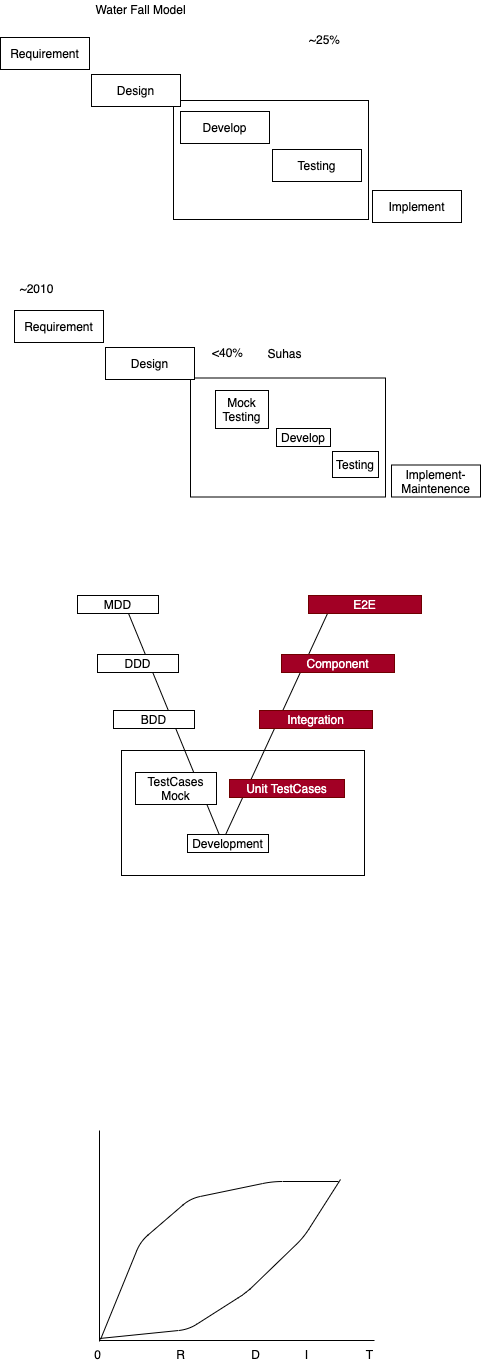 Water Fall Model
~25%
Requirement
Design
Develop
Testing
Implement
~2010
Requirement
<40%
Suhas
Design
Mock
Testing
Develop
Testing
Implement-
Maintenence
MDD
E2E
DDD
Component
BDD
Integration
TestCases
Mock
Unit TestCases
Development
0
R
D
I
T